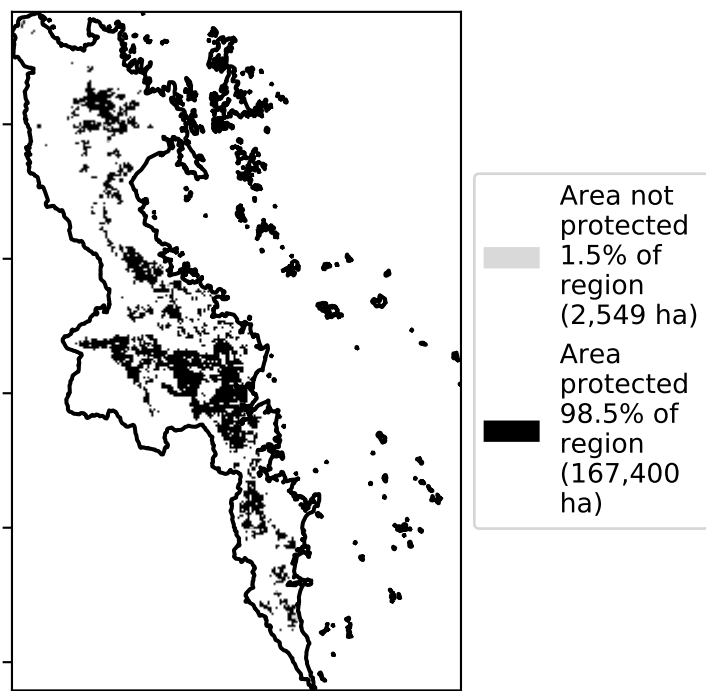 Area not
protected
1.5% of
region
(2,549 ha)
Area
protected
98.5% of
region
(167,400
ha)